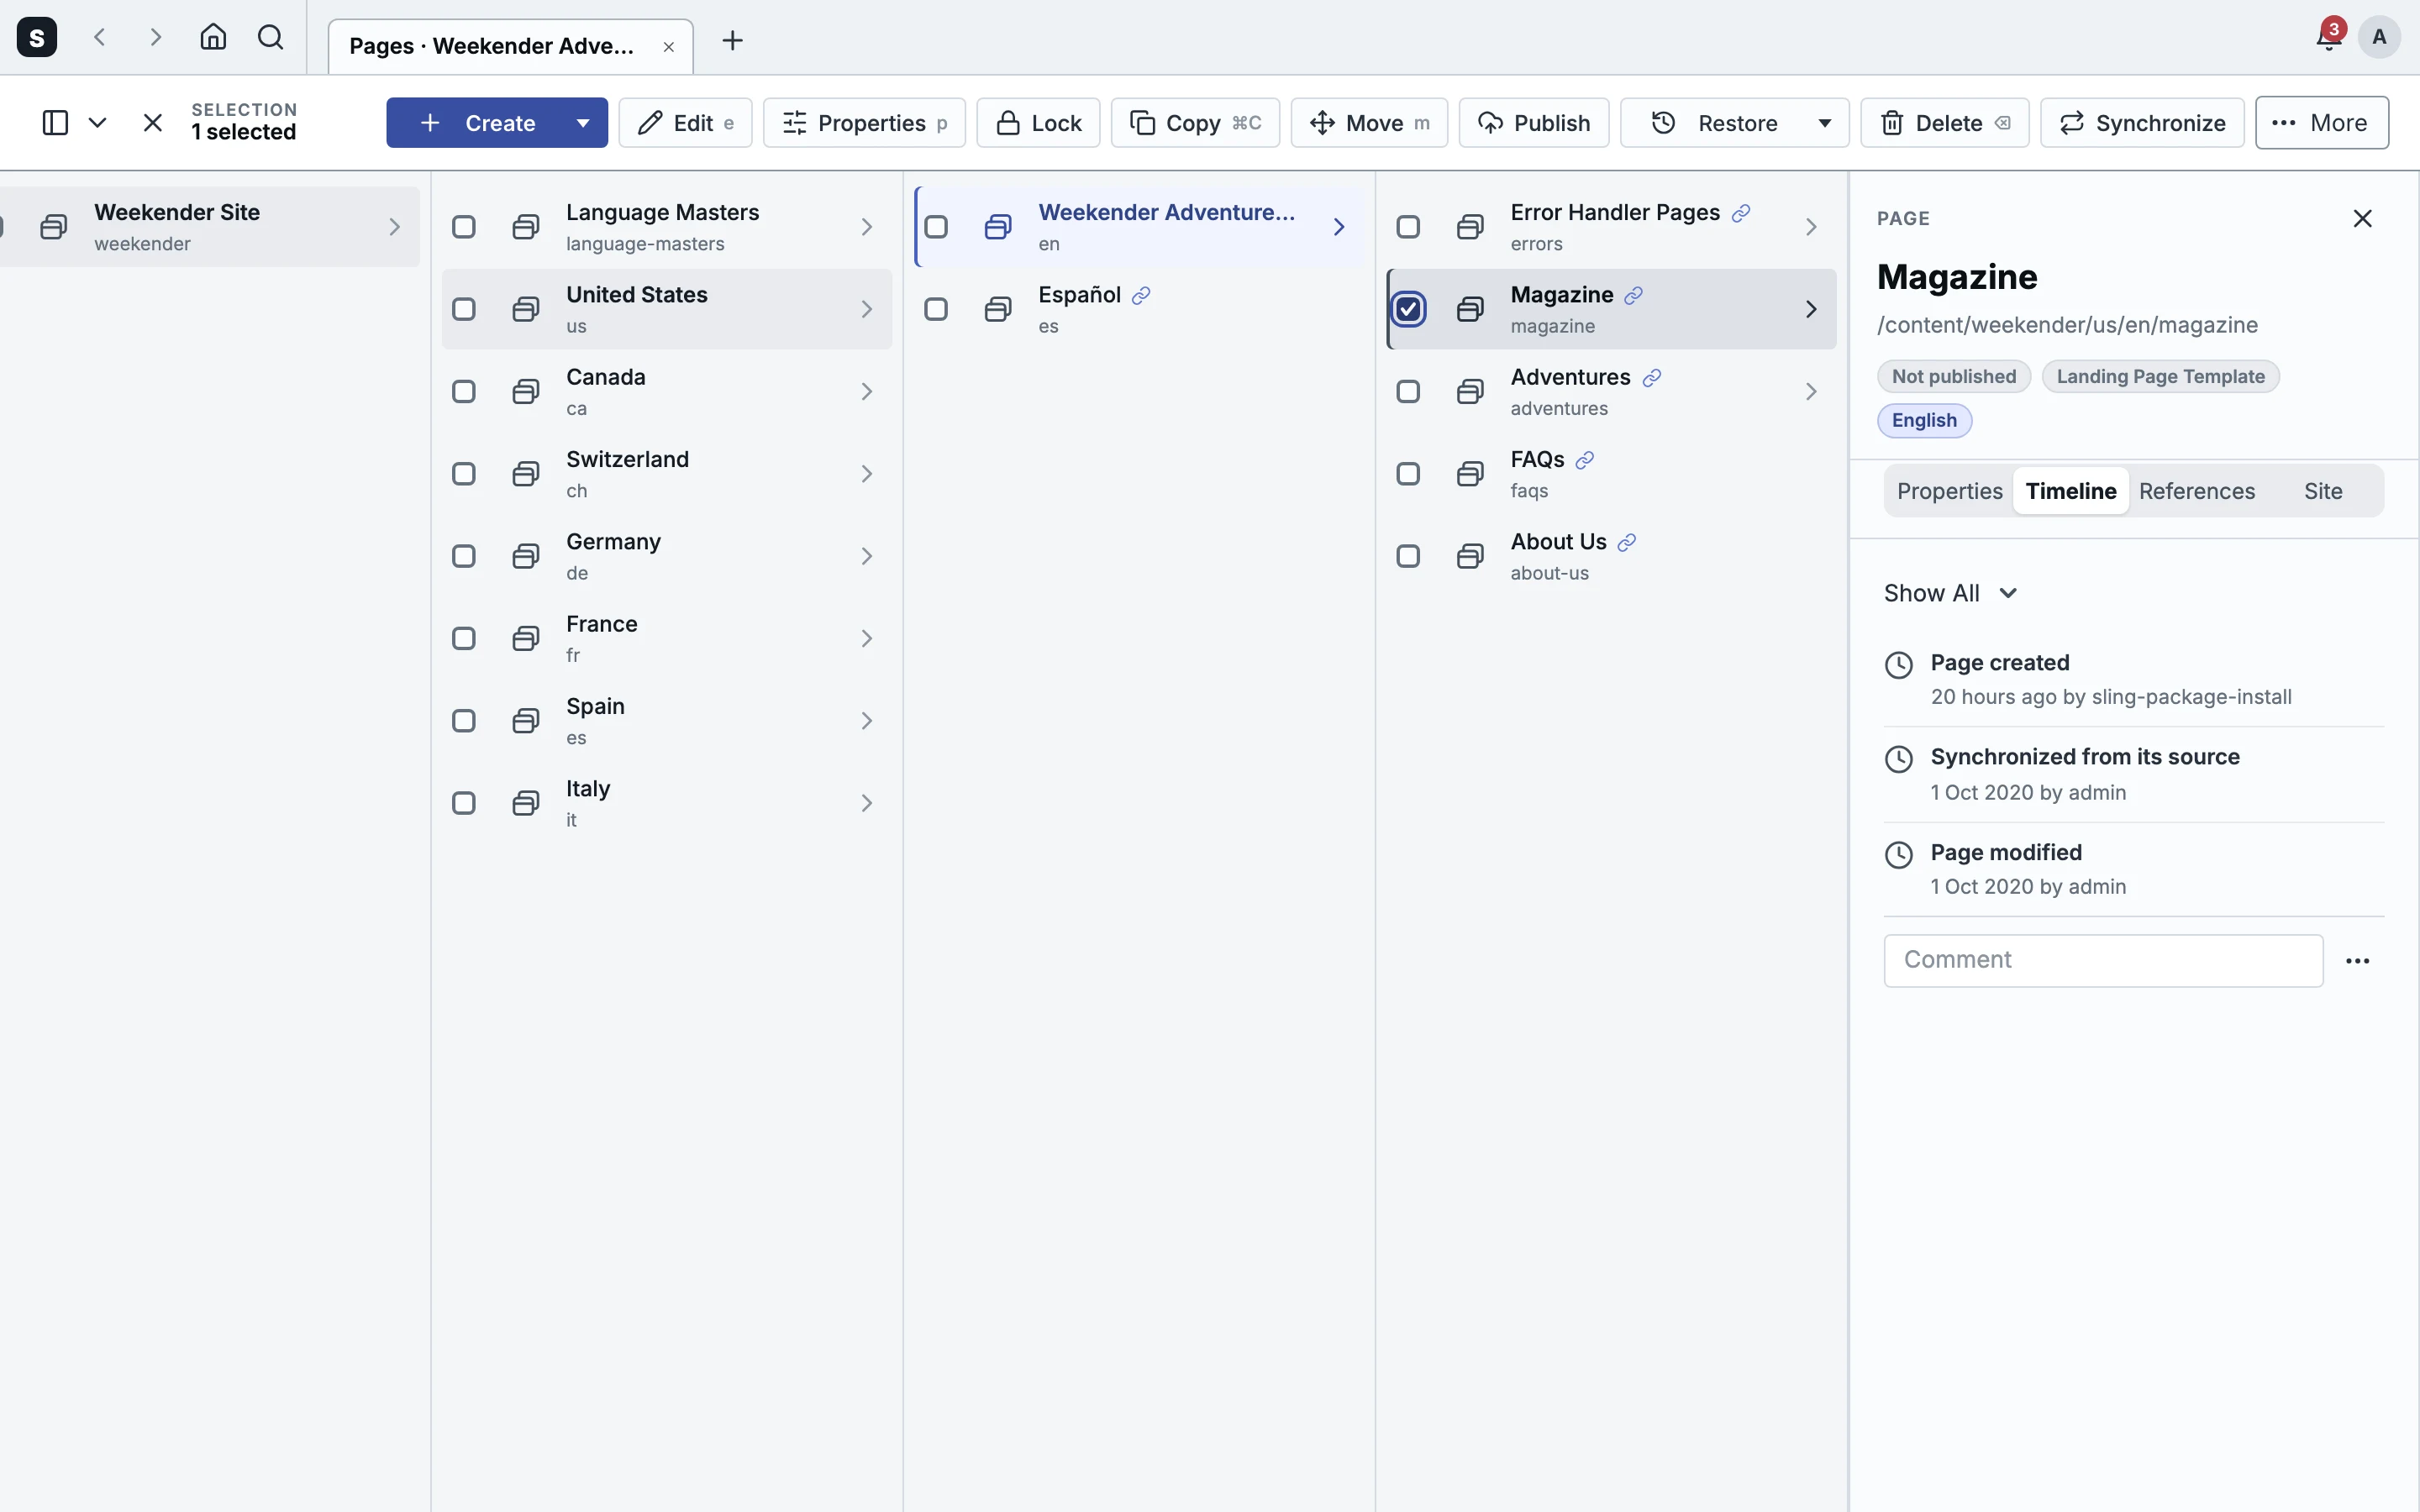 S
Pages · Weekender Adve...
3
A
SELECTION
1 selected
Create
Edit e
Properties p
Lock
Copy ⌘C
Move m
Publish
Restore
Delete
Synchronize
More
Weekender Site
weekender
Language Masters
language-masters
United States
us
Canada
ca
Switzerland
ch
Germany
de
France
fr
Spain
es
Italy
it
Weekender Adventure...
en
Español
es
Error Handler Pages
errors
Magazine
magazine
Adventures
adventures
FAQs
faqs
About Us
about-us
PAGE
Magazine
/content/weekender/us/en/magazine
Not published
Landing Page Template
English
Properties
Timeline
References
Site
Show All
Page created
20 hours ago by sling-package-install
Synchronized from its source
1 Oct 2020 by admin
Page modified
1 Oct 2020 by admin
Comment